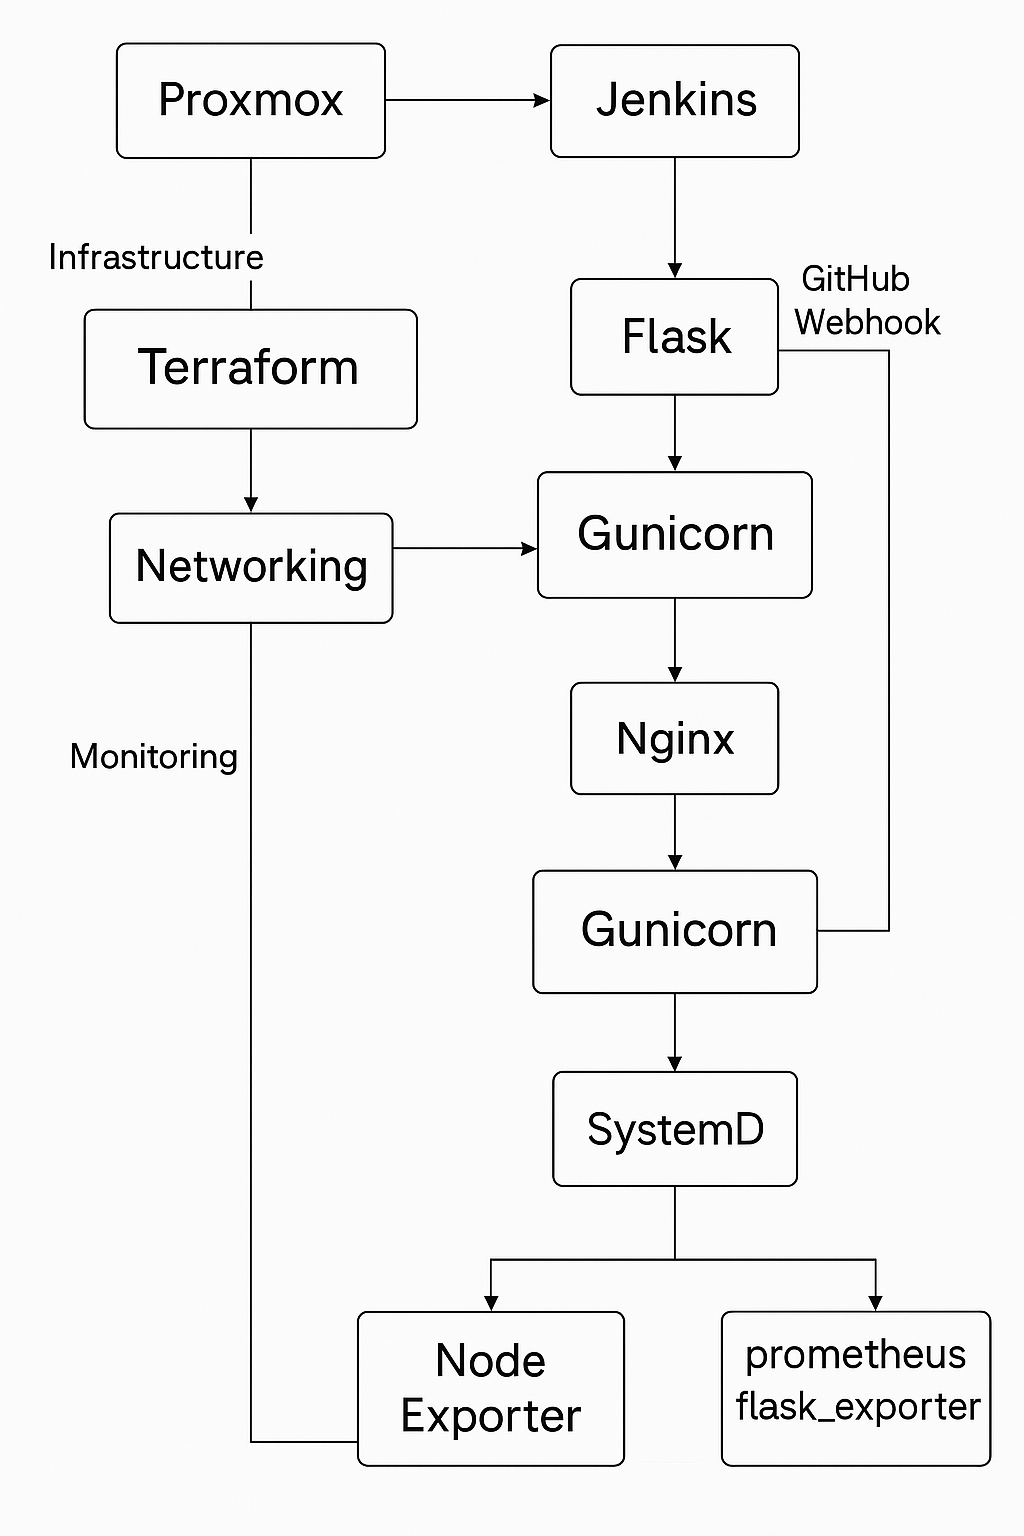 Proxmox
Jenkins
Infrastructure
GitHub
Webhook
Flask
Terraform
Gunicorn
Networking
Nginx
Monitoring
Gunicorn
SystemD
Node
Exporter
prometheus
flask_exporter